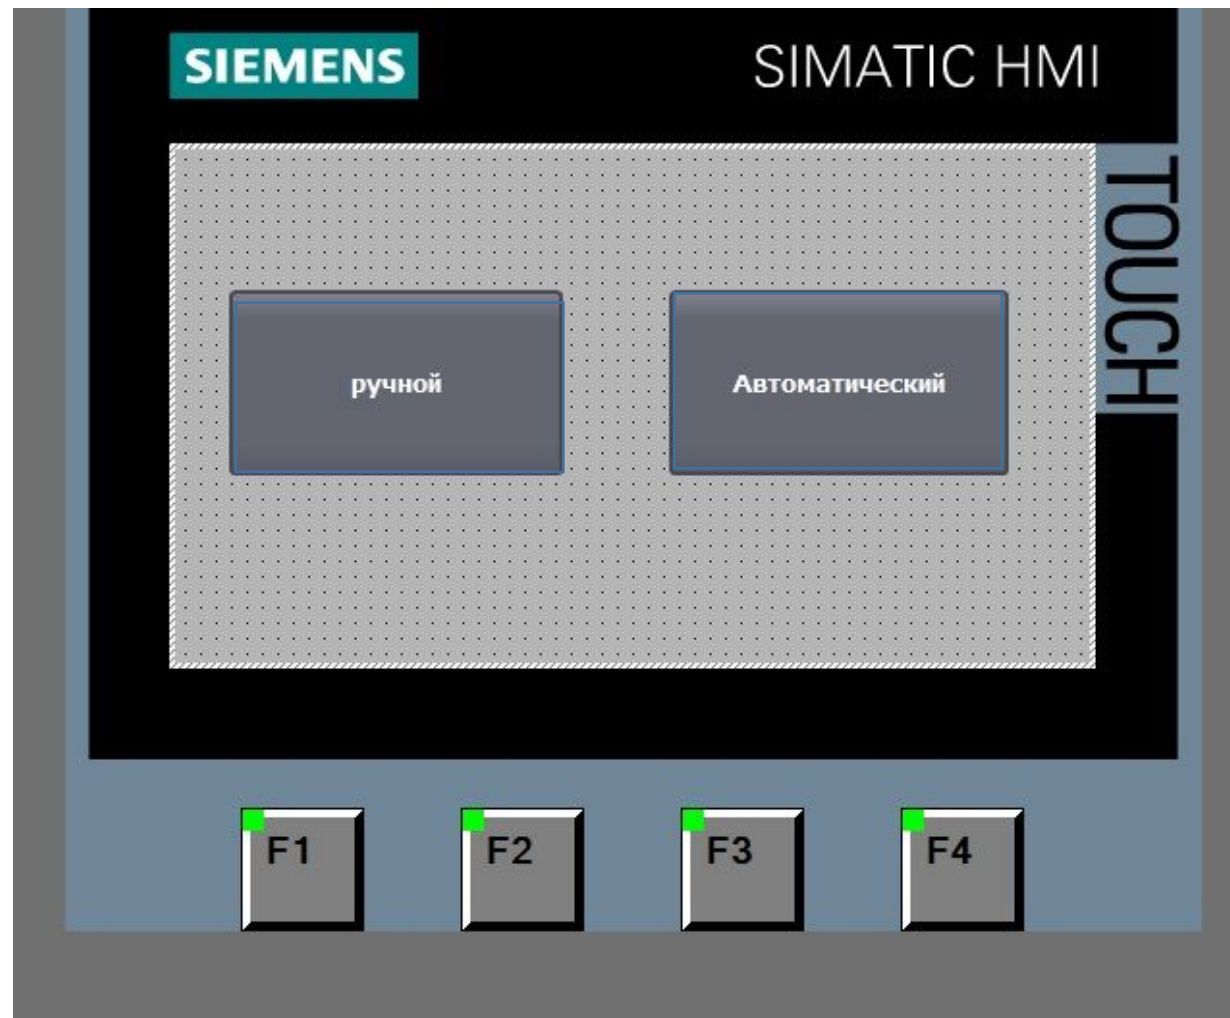 SIEMENS
SIMATIC HMI
TOUCH
ручной
Автоматический
F1
F2
F3
F4